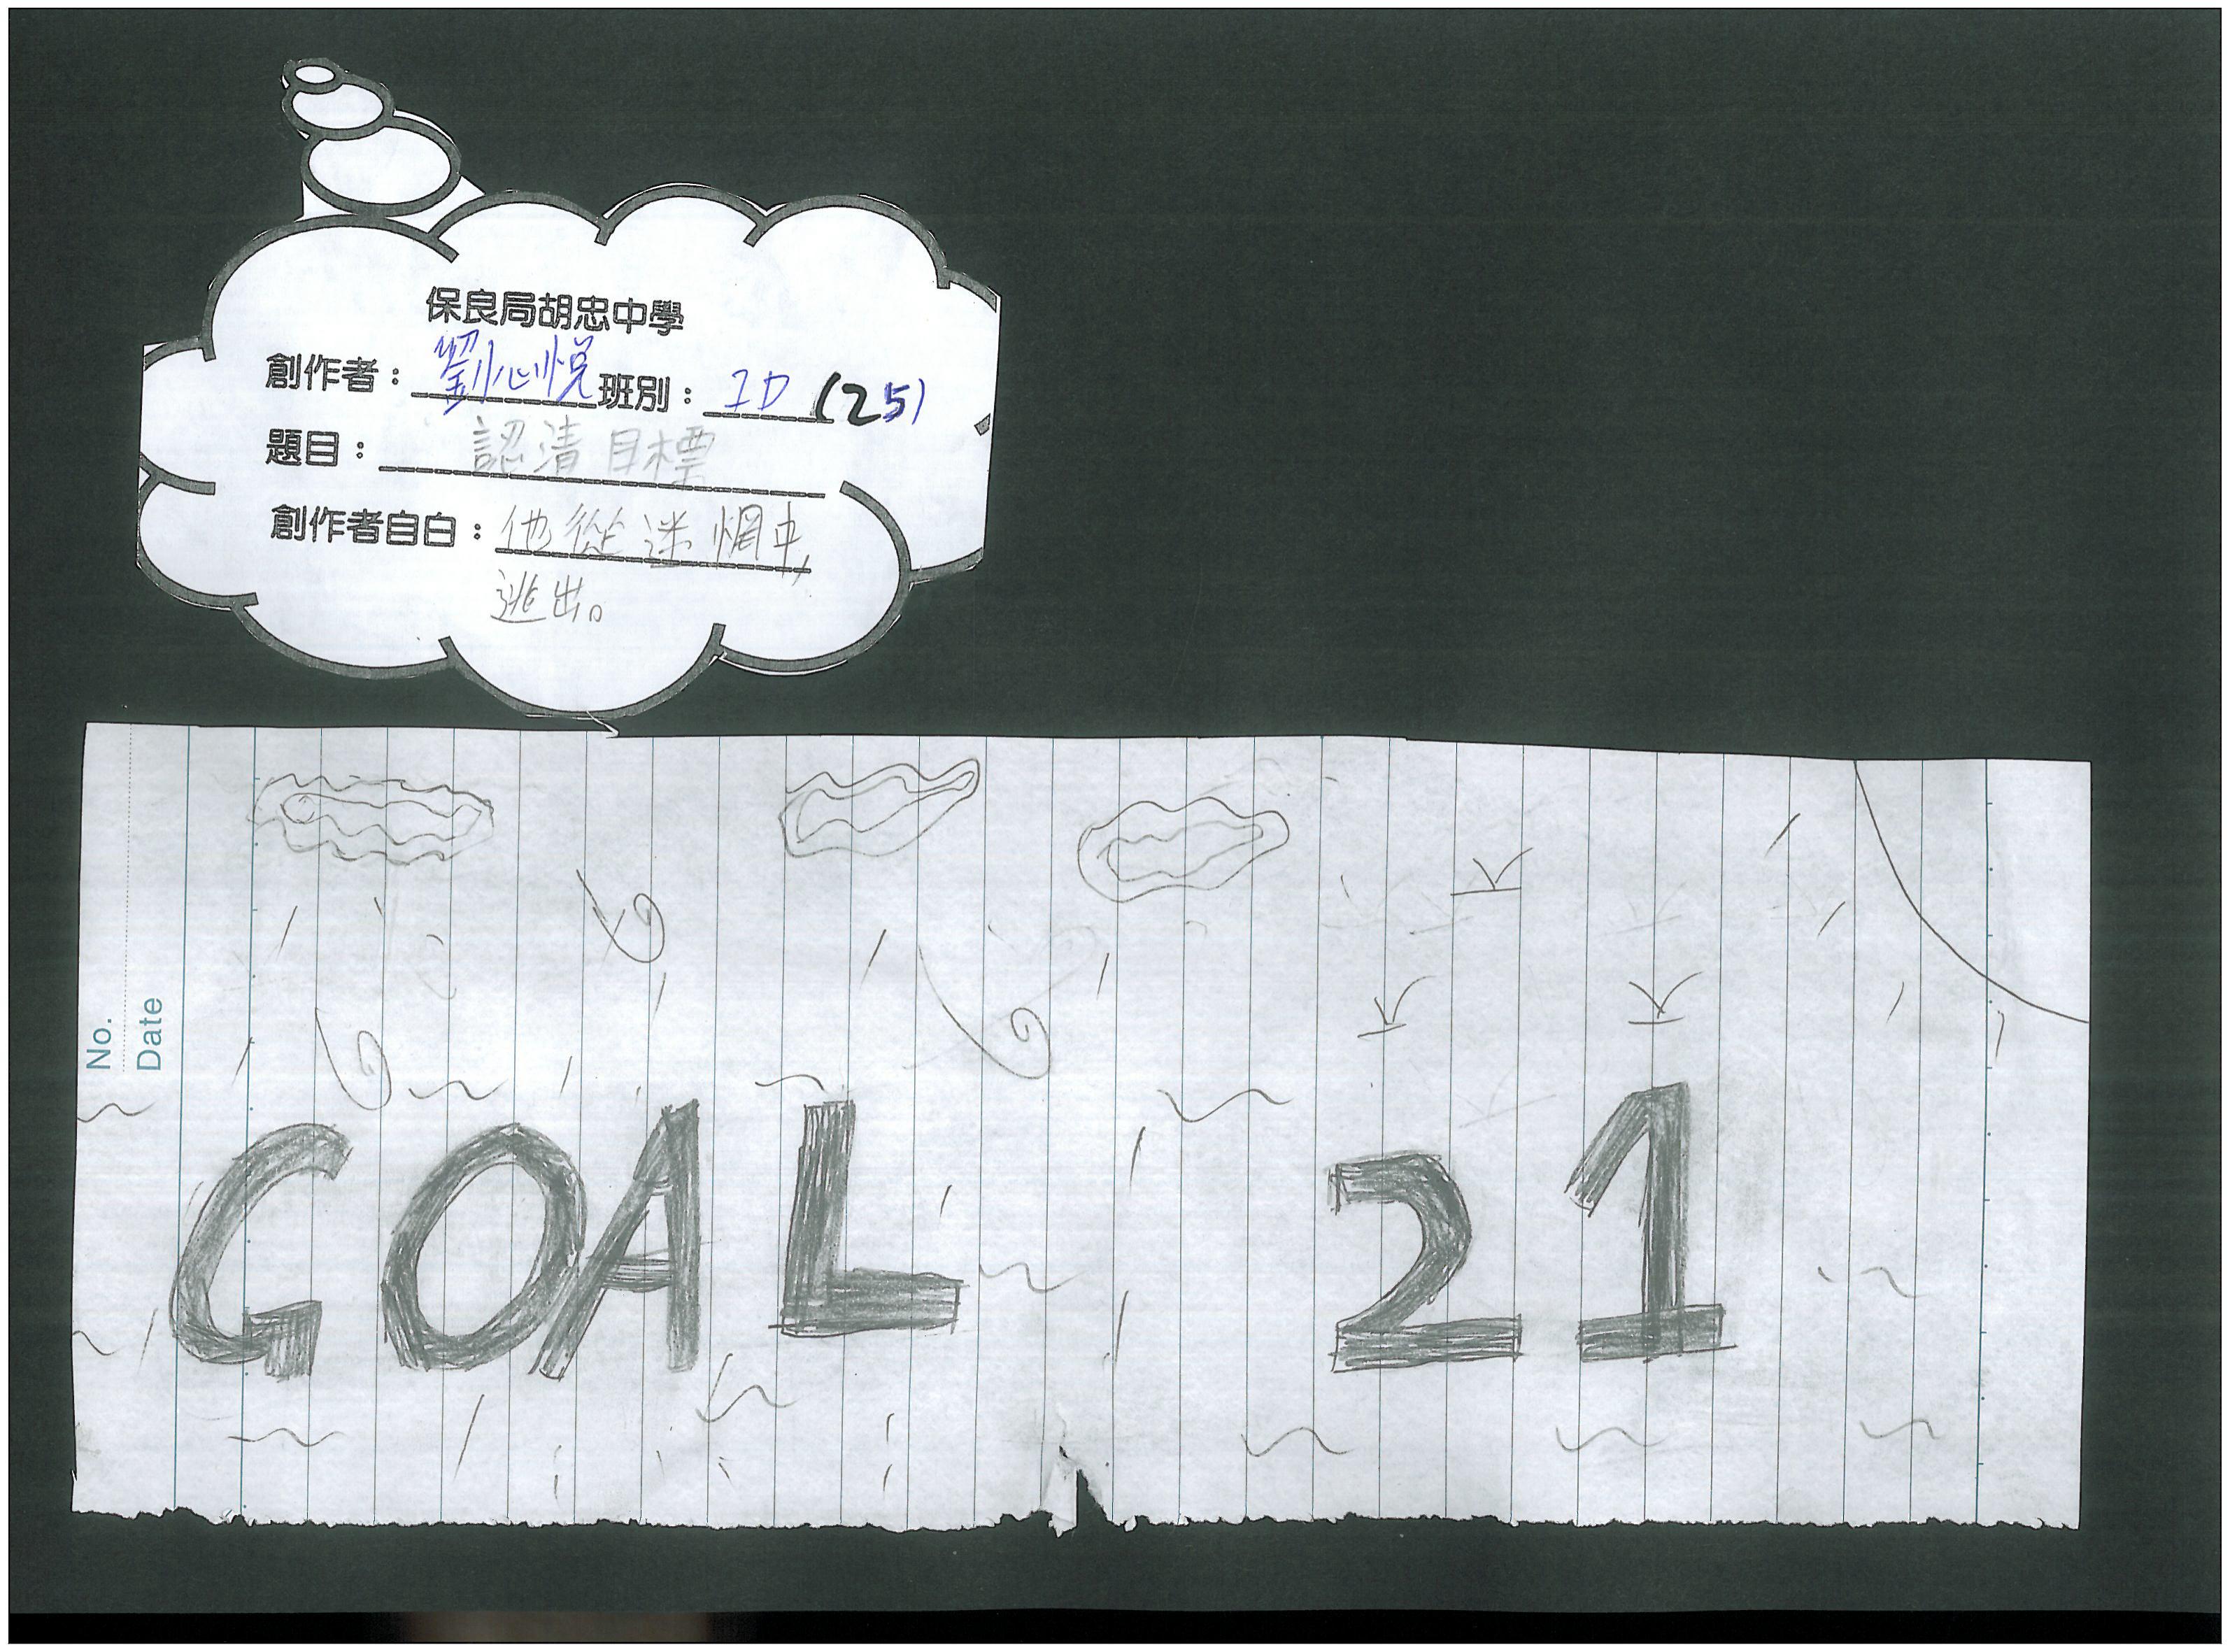 保良局胡忠中學
創作者：劉心悅 班別：1D (25)
題目：認清目標
創作者自白：他從迷惘中,
逃出。
No.
Date
GOAL 21